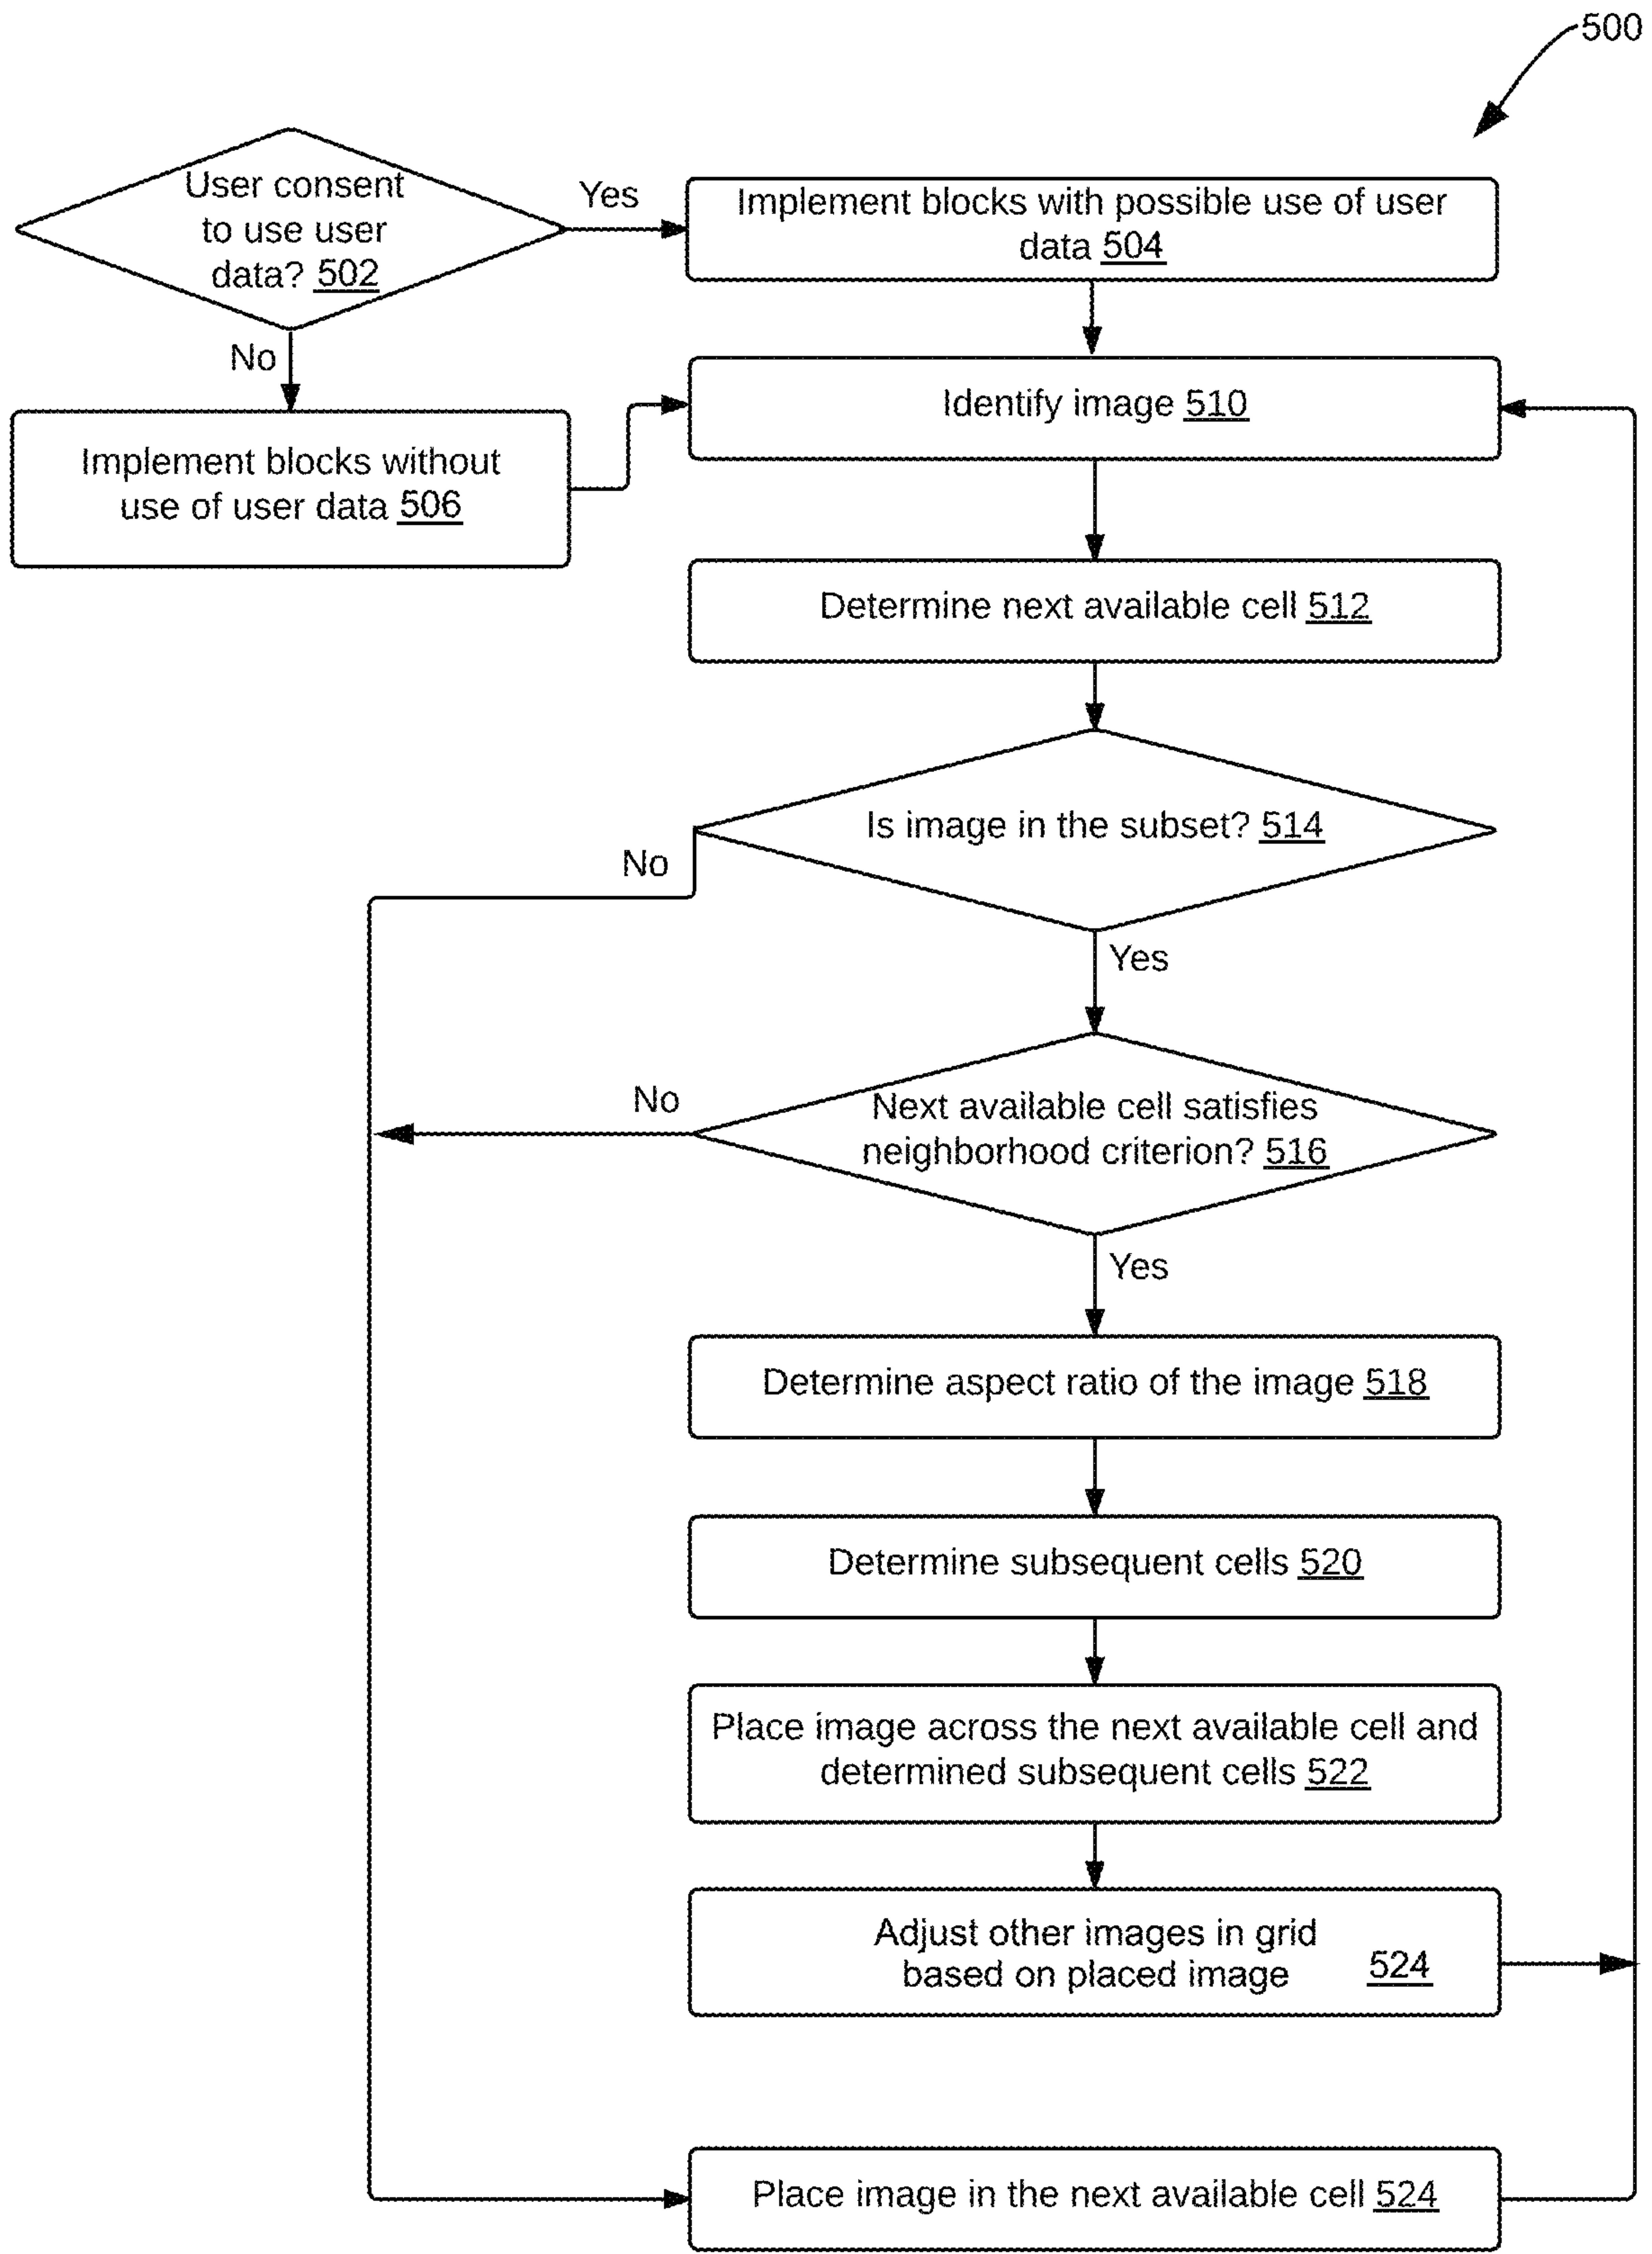 500
User consent
to use user
data? 502
Yes
Implement blocks with possible use of user
data 504
No
Identify image 510
Implement blocks without
use of user data 506
Determine next available cell 512
Is image in the subset? 514
No
Yes
No
Next available cell satisfies
neighborhood criterion? 516
Yes
Determine aspect ratio of the image 518
Determine subsequent cells 520
Place image across the next available cell and
determined subsequent cells 522
Adjust other images in grid
based on placed image 524
Place image in the next available cell 524